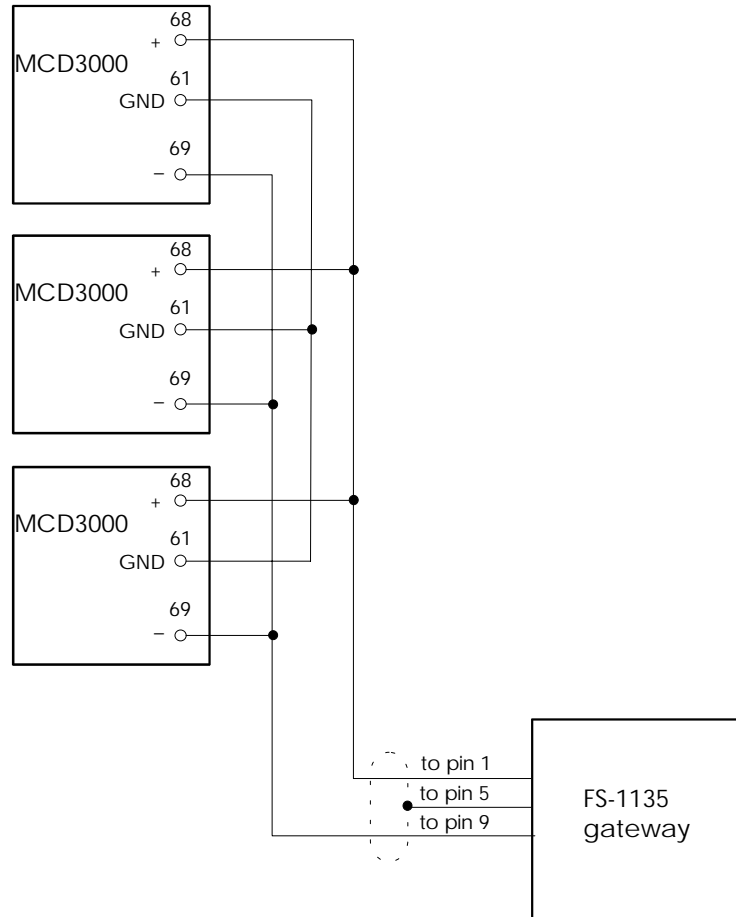 68
+
MCD3000
61
GND
69
–
68
+
MCD3000
61
GND
69
–
68
+
MCD3000
61
GND
69
–
to pin 1
to pin 5
to pin 9
FS-1135
gateway